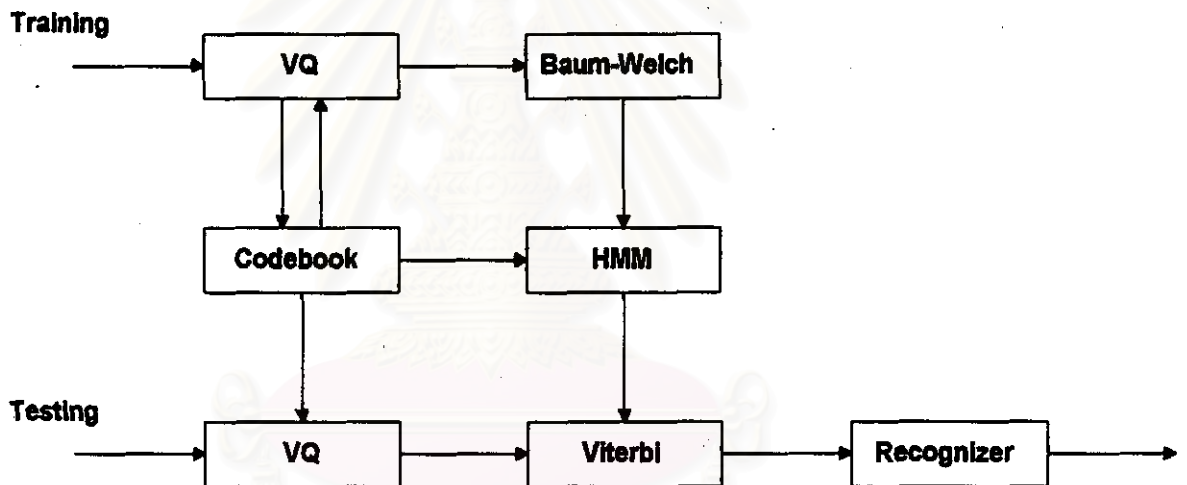 Training
VQ
Baum-Welch
Codebook
HMM
Testing
VQ
Viterbi
Recognizer